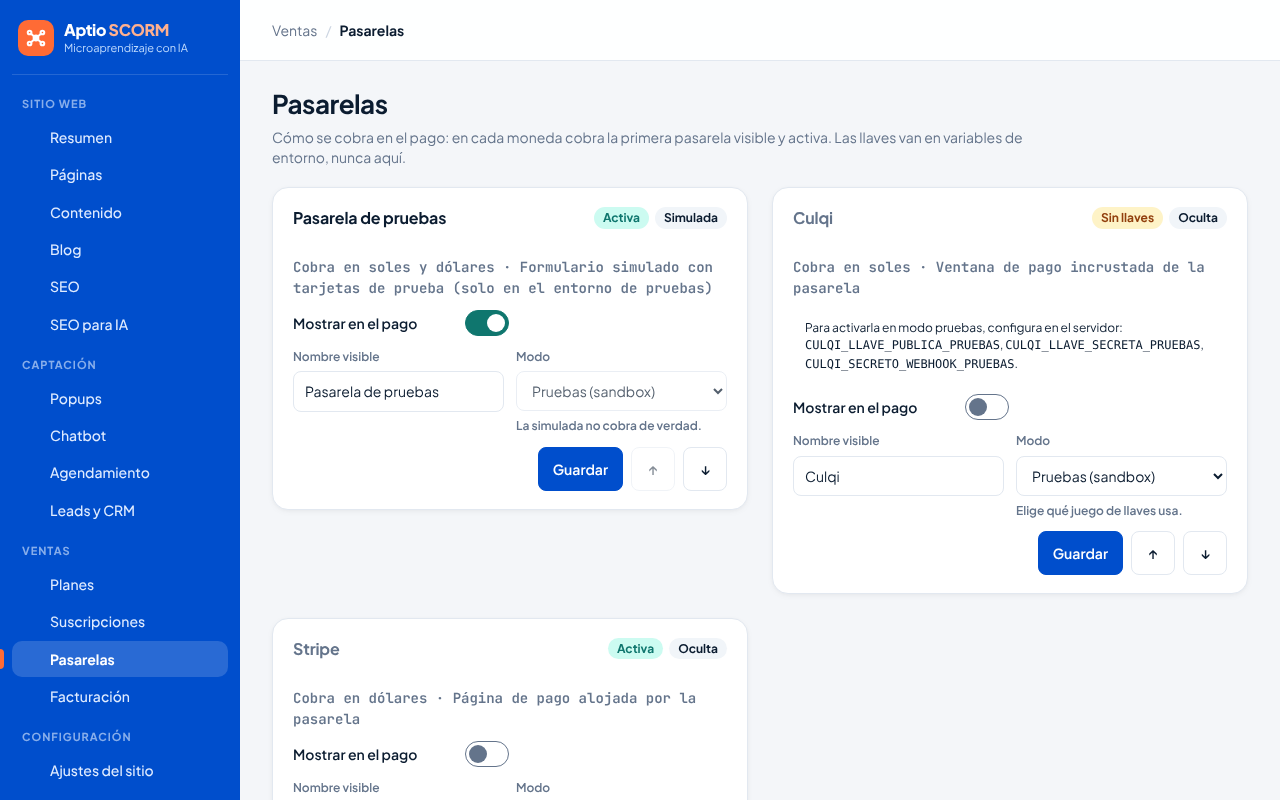 Aptio SCORM
Microaprendizaje con IA
SITIO WEB
Resumen
Páginas
Contenido
Blog
SEO
SEO para IA
CAPTACIÓN
Popups
Chatbot
Agendamiento
Leads y CRM
VENTAS
Planes
Suscripciones
Pasarelas
Facturación
CONFIGURACIÓN
Ajustes del sitio
Ventas / Pasarelas
Pasarelas
Cómo se cobra en el pago: en cada moneda cobra la primera pasarela visible y activa. Las llaves van en variables de
entorno, nunca aquí.
Pasarela de pruebas Activa Simulada
Cobra en soles y dólares · Formulario simulado con
tarjetas de prueba (solo en el entorno de pruebas)
Mostrar en el pago
Nombre visible Modo
Pasarela de pruebas Pruebas (sandbox)
La simulada no cobra de verdad.
Guardar ↑ ↓
Culqi Sin llaves Oculta
Cobra en soles · Ventana de pago incrustada de la
pasarela
Para activarla en modo pruebas, configura en el servidor:
CULQI_LLAVE_PUBLICA_PRUEBAS, CULQI_LLAVE_SECRETA_PRUEBAS,
CULQI_SECRETO_WEBHOOK_PRUEBAS.
Mostrar en el pago
Nombre visible Modo
Culqi Pruebas (sandbox)
Elige qué juego de llaves usa.
Guardar ↑ ↓
Stripe Activa Oculta
Cobra en dólares · Página de pago alojada por la
pasarela
Mostrar en el pago
Nombre visible Modo